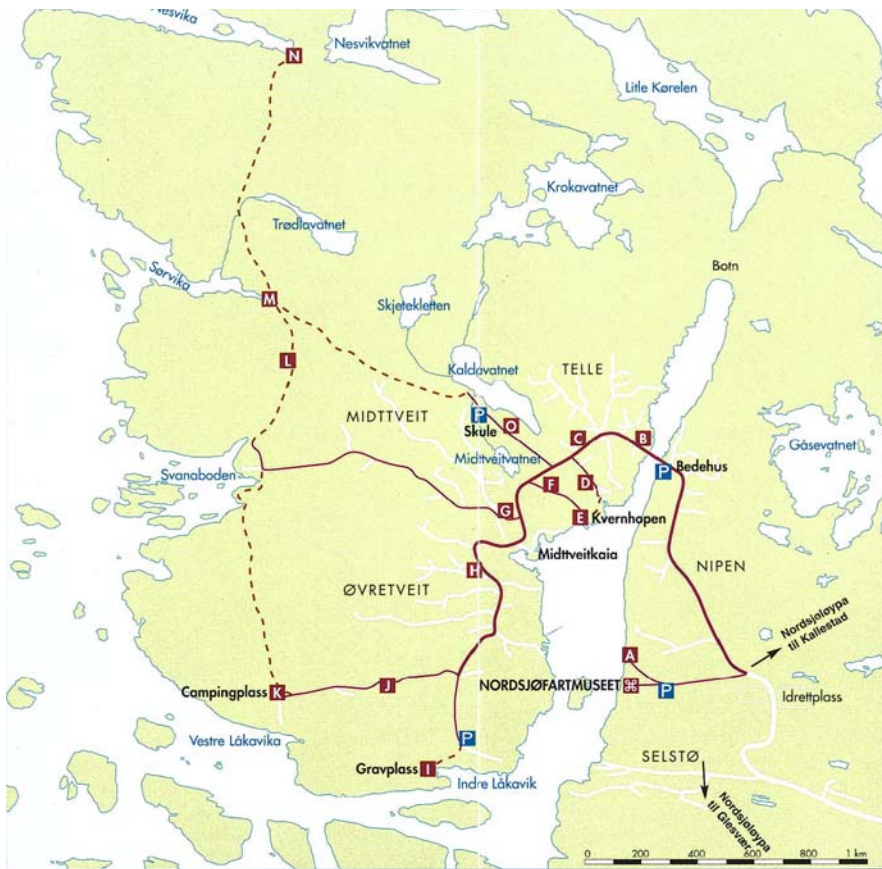 Nesvika
N
Nesvikvatnet
Litle Kørelen
Krokavatnet
Trødlavatnet
Botn
Sørvika
Skjetekletten
M
L
Kaldavatnet
TELLE
MIDTTVEIT
P
O
Skule
C
B
Gåsevatnet
Midttveitvatnet
Bedehus
P
Svanaboden
F
D
G
E
Kvernhopen
Midttveitkaia
H
NIPEN
ØVRETVEIT
Nordsjøløypa
til Kallestad
A
Campingplass
K
J
NORDSJØFARTMUSEET
⌘
P
Idrettplass
Vestre Låkavika
P
SELSTØ
Gravplass
I
Indre Låkavik
Nordsjøløypa
til Glesvær
0 200 400 600 800 1 km